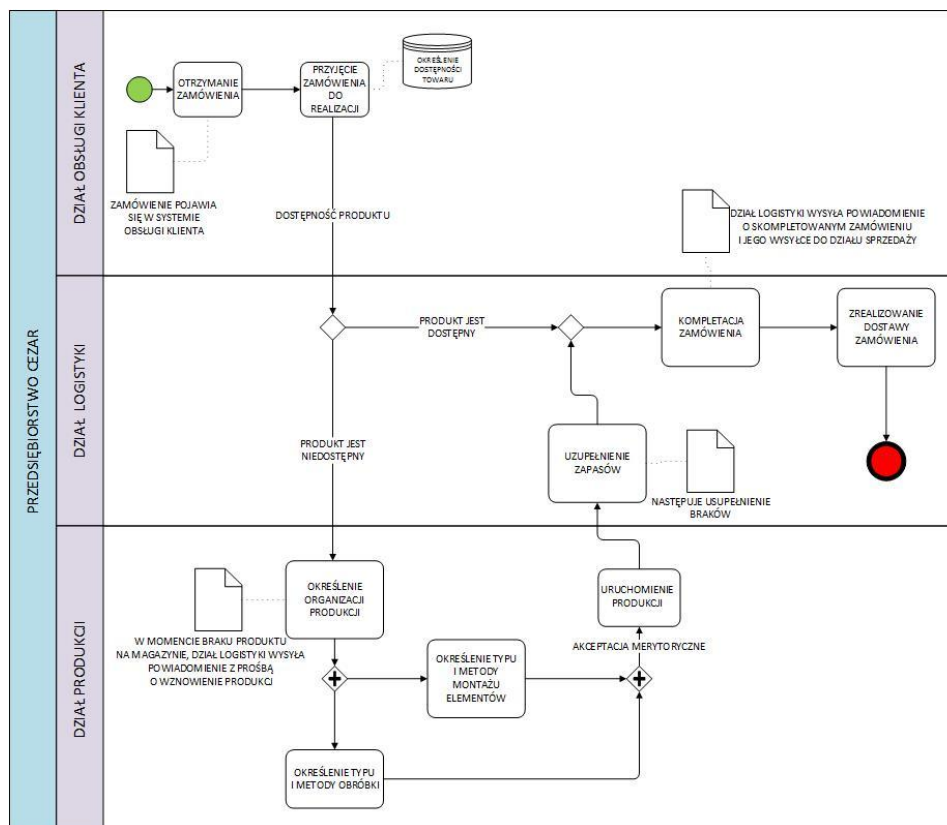 PRZEDSIĘBIORSTWO CEZAR
DZIAŁ OBSŁUGI KLIENTA
OTRZYMANIE
ZAMÓWIENIA
PRZYJĘCIE
ZAMÓWIENIA
DO
REALIZACJI
OKREŚLENIE
DOSTĘPNOŚCI
TOWARU
ZAMÓWIENIE POJAWIA
SIĘ W SYSTEMIE
OBSŁUGI KLIENTA
DOSTĘPNOŚĆ PRODUKTU
DZIAŁ LOGISTYKI WYSYŁA POWIADOMIENIE
O SKOMPLETOWANYM ZAMÓWIENIU
I JEGO WYSYŁCE DO DZIAŁU SPRZEDAŻY
DZIAŁ LOGISTYKI
PRODUKT JEST
DOSTĘPNY
KOMPLETACJA
ZAMÓWIENIA
ZREALIZOWANIE
DOSTAWY
ZAMÓWIENIA
PRODUKT JEST
NIEDOSTĘPNY
UZUPEŁNIENIE
ZAPASÓW
NASTĘPUJE USUPEŁNIENIE
BRAKÓW
DZIAŁ PRODUKCJI
OKREŚLENIE
ORGANIZACJI
PRODUKCJI
URUCHOMIENIE
PRODUKCJI
W MOMENCIE BRAKU PRODUKTU
NA MAGAZYNIE, DZIAŁ LOGISTYKI WYSYŁA
POWIADOMIENIE Z PROŚBĄ
O WZNOWIENIE PRODUKCJI
AKCEPTACJA MERYTORYCZNE
OKREŚLENIE TYPU
I METODY
MONTAŻU
ELEMENTÓW
OKREŚLENIE TYPU
I METODY OBRÓBKI